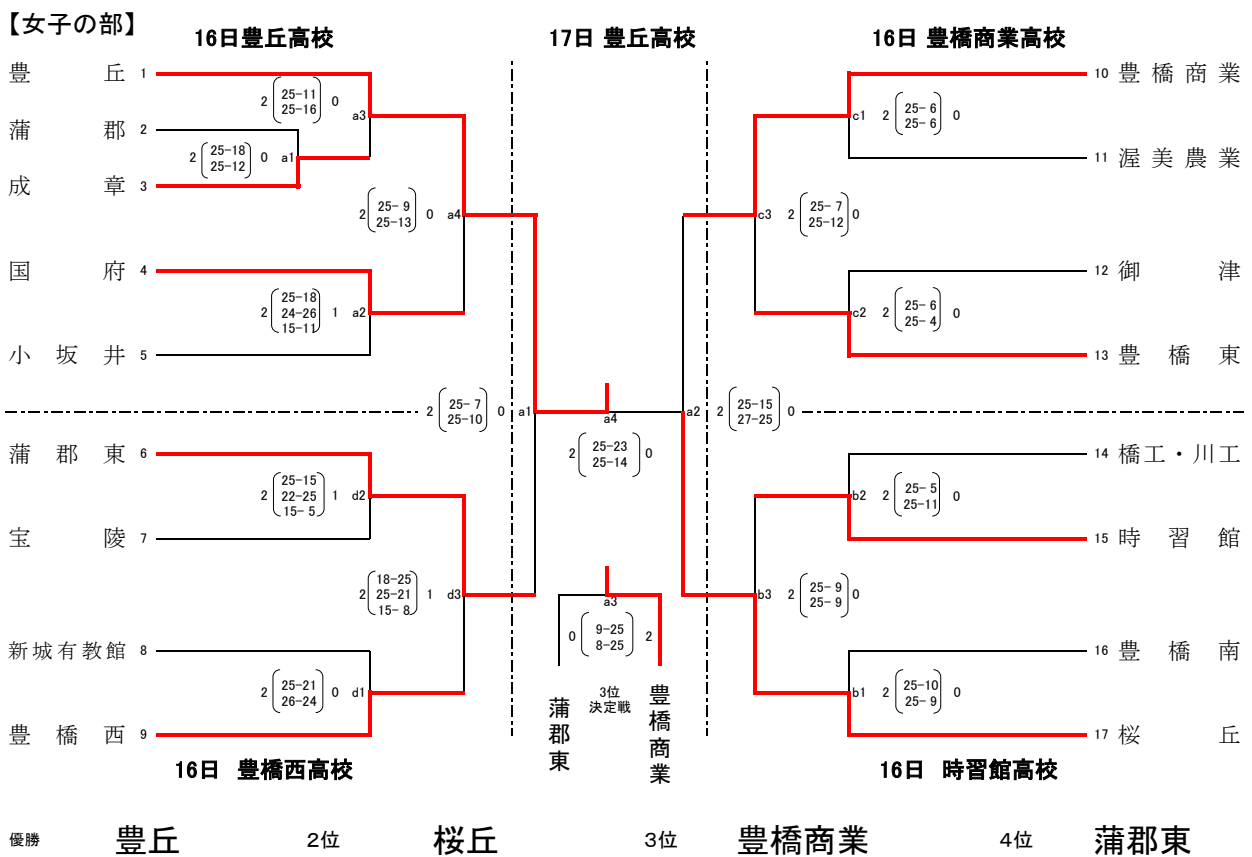 【女子の部】
16日豊丘高校
17日 豊丘高校
16日 豊橋商業高校
豊丘 1
2 25-11 0
25-16
a3
蒲郡 2
2 25-18 0 a1
25-12
成章 3
2 25- 9 0 a4
25-13
国府 4
2 25-18 1 a2
24-26
15-11
小坂井 5
2 25- 7 0 a1
25-10
蒲郡東 6
2 25-15 1 d2
22-25
15- 5
宝陵 7
2 18-25 1 d3
25-21
15- 8
新城有教館 8
2 25-21 0 d1
26-24
豊橋西 9
16日 豊橋西高校
a4
2 25-23 0
25-14
a3
0 9-25 2
8-25
3位
決定戦
蒲郡東
豊橋商業
10 豊橋商業
c1 2 25- 6 0
25- 6
11 渥美農業
c3 2 25- 7 0
25-12
12 御津
c2 2 25- 6 0
25- 4
13 豊橋東
a2 2 25-15 0
27-25
14 橋工・川工
b2 2 25- 5 0
25-11
15 時習館
b3 2 25- 9 0
25- 9
16 豊橋南
b1 2 25-10 0
25- 9
17 桜丘
16日 時習館高校
優勝 豊丘 2位 桜丘 3位 豊橋商業 4位 蒲郡東